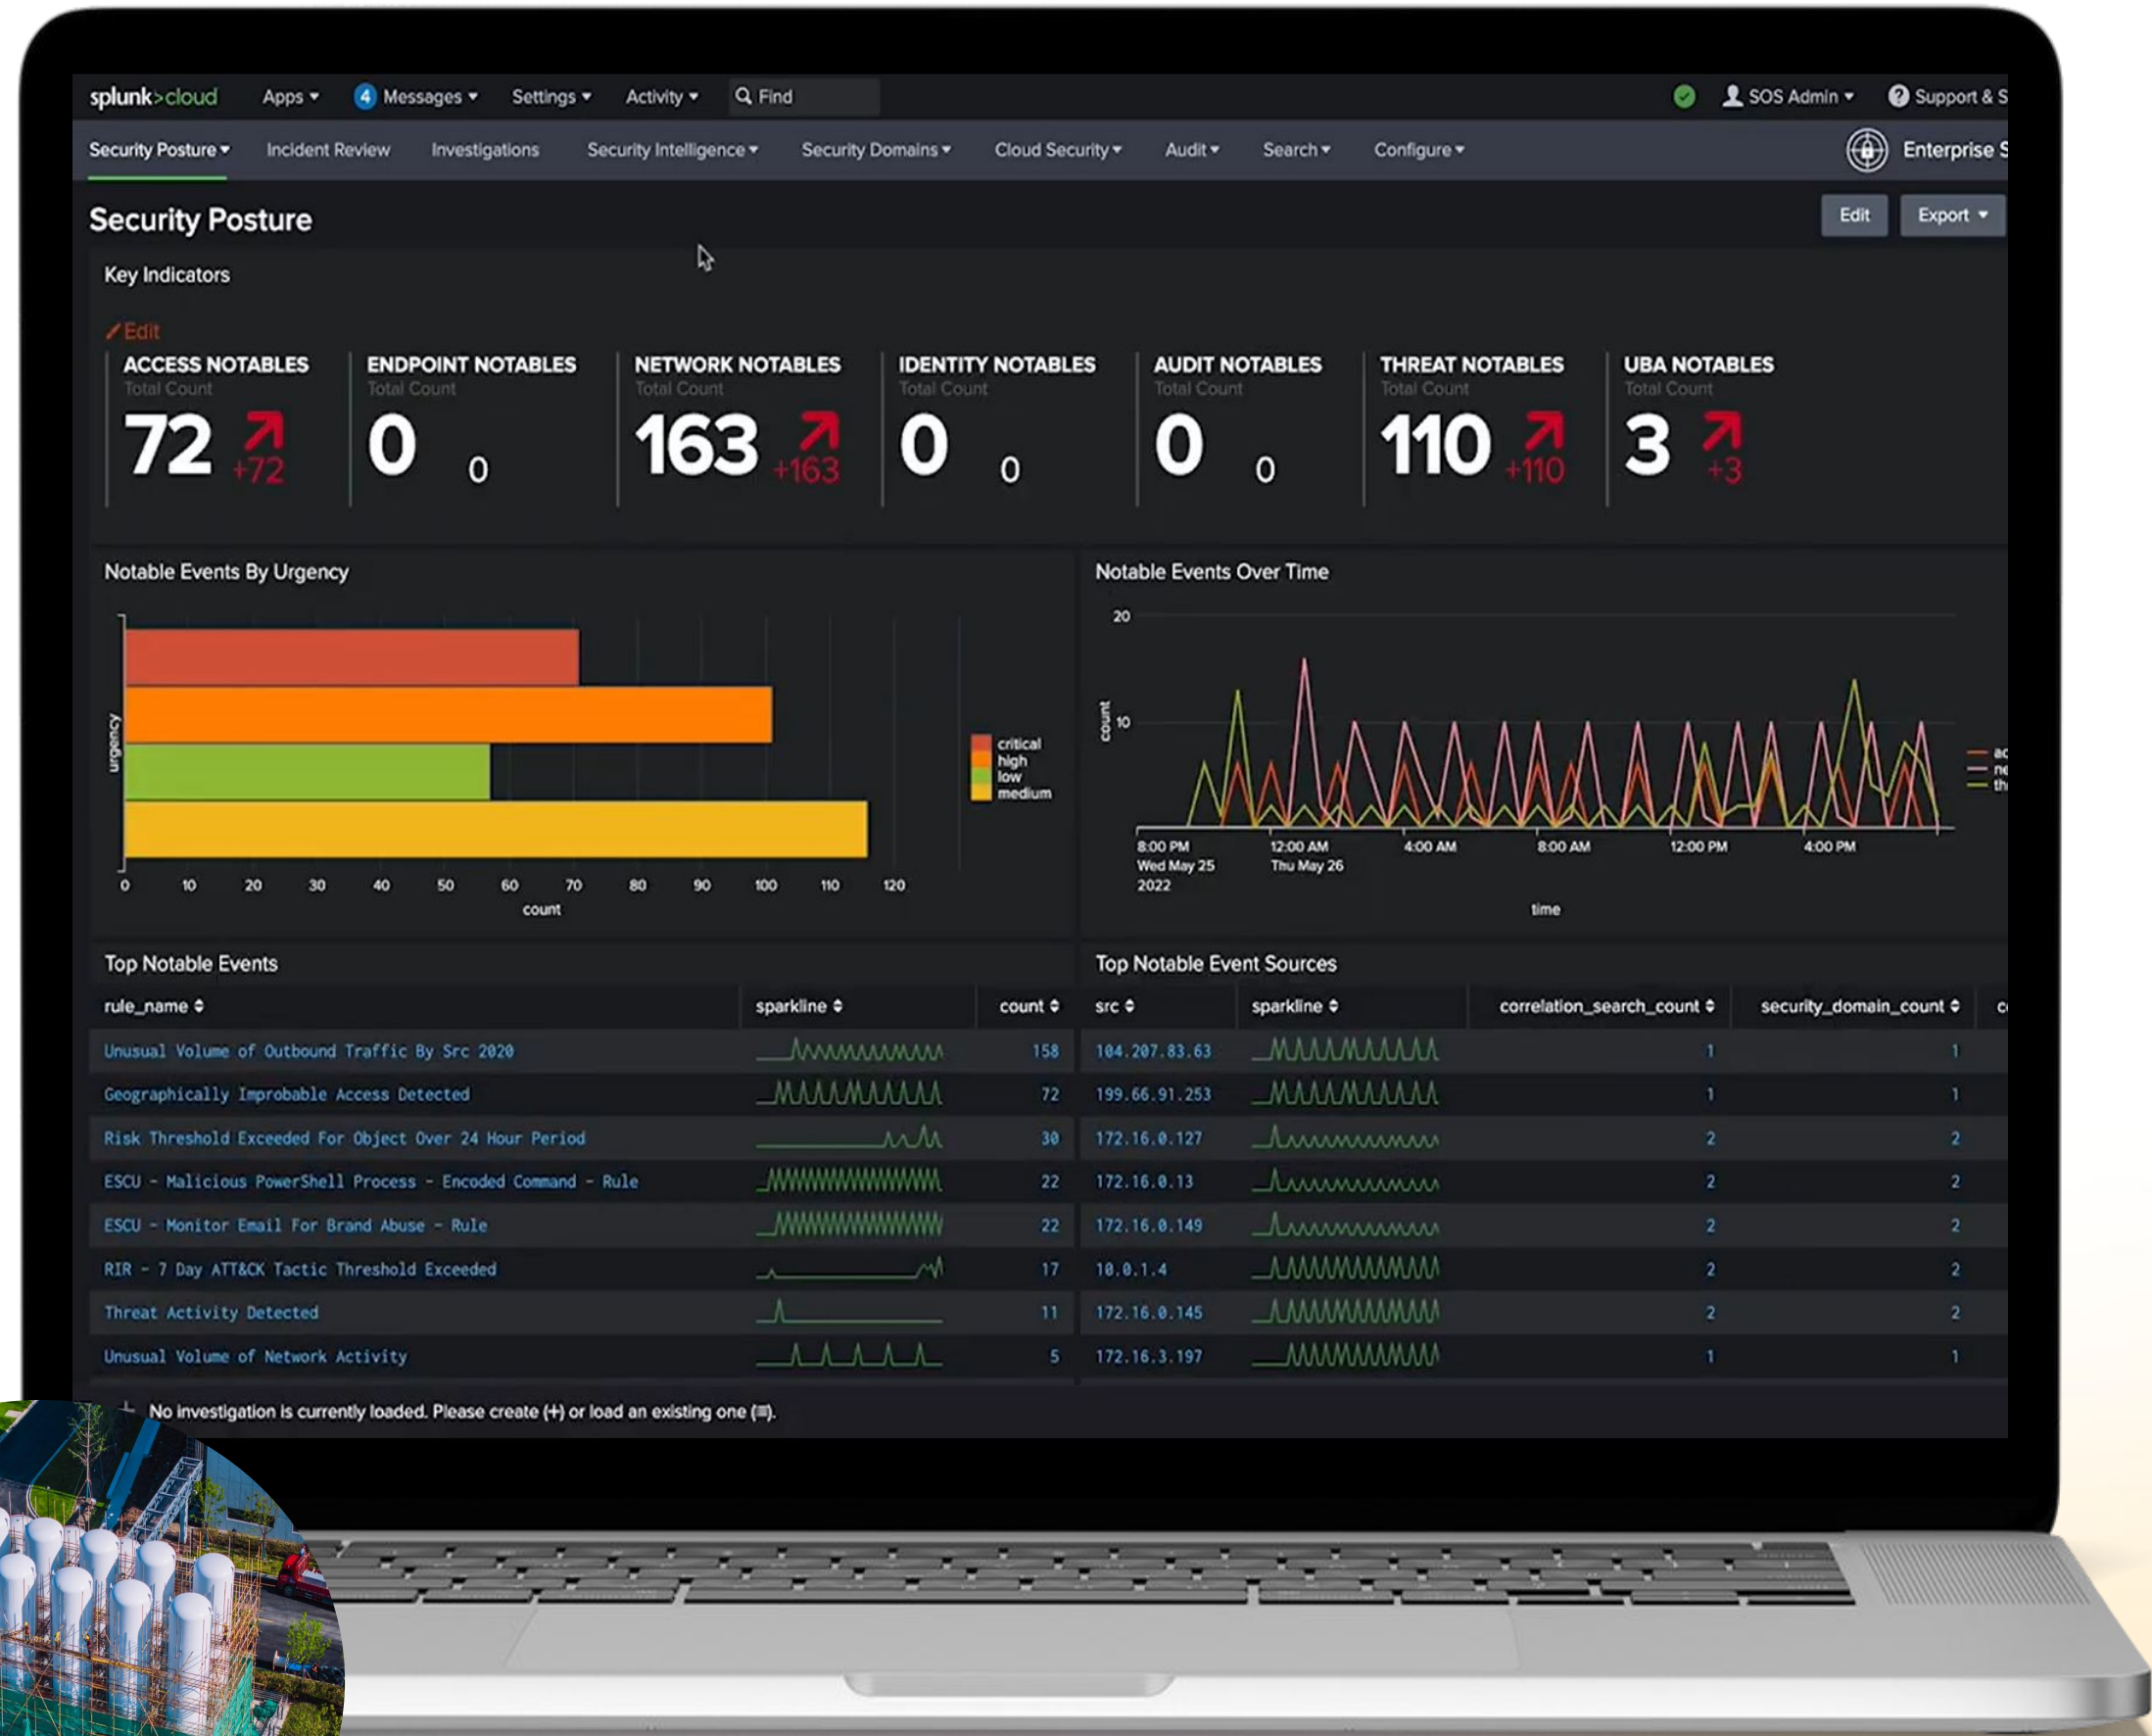 splunk>cloud Apps 4 Messages Settings Activity Find SOS Admin ? Support & S
Security Posture Incident Review Investigations Security Intelligence Security Domains Cloud Security Audit Search Configure Enterprise S
Security Posture Edit Export
Key Indicators
Edit
ACCESS NOTABLES ENDPOINT NOTABLES NETWORK NOTABLES IDENTITY NOTABLES AUDIT NOTABLES THREAT NOTABLES UBA NOTABLES
Total Count Total Count Total Count Total Count Total Count Total Count Total Count
72 +72 0 0 163 +163 0 0 0 0 110 +110 3 +3
Notable Events By Urgency
urgency
critical
high
low
medium
0 10 20 30 40 50 60 70 80 90 100 110 120
count
Notable Events Over Time
20
10
count
ac
ne
th
8:00 PM 12:00 AM 4:00 AM 8:00 AM 12:00 PM 4:00 PM
Wed May 25 Thu May 26
2022
time
Top Notable Events
rule_name sparkline count
Unusual Volume of Outbound Traffic By Src 2020 158
Geographically Improbable Access Detected 72
Risk Threshold Exceeded For Object Over 24 Hour Period 30
ESCU - Malicious PowerShell Process - Encoded Command - Rule 22
ESCU - Monitor Email For Brand Abuse - Rule 22
RIR - 7 Day ATT&CK Tactic Threshold Exceeded 17
Threat Activity Detected 11
Unusual Volume of Network Activity 5
Top Notable Event Sources
src sparkline correlation_search_count security_domain_count c
104.207.83.63 1 1
199.66.91.253 1 1
172.16.0.127 2 2
172.16.0.13 2 2
172.16.0.149 2 2
10.0.1.4 2 2
172.16.0.145 2 2
172.16.3.197 1 1
No investigation is currently loaded. Please create (+) or load an existing one (≡).